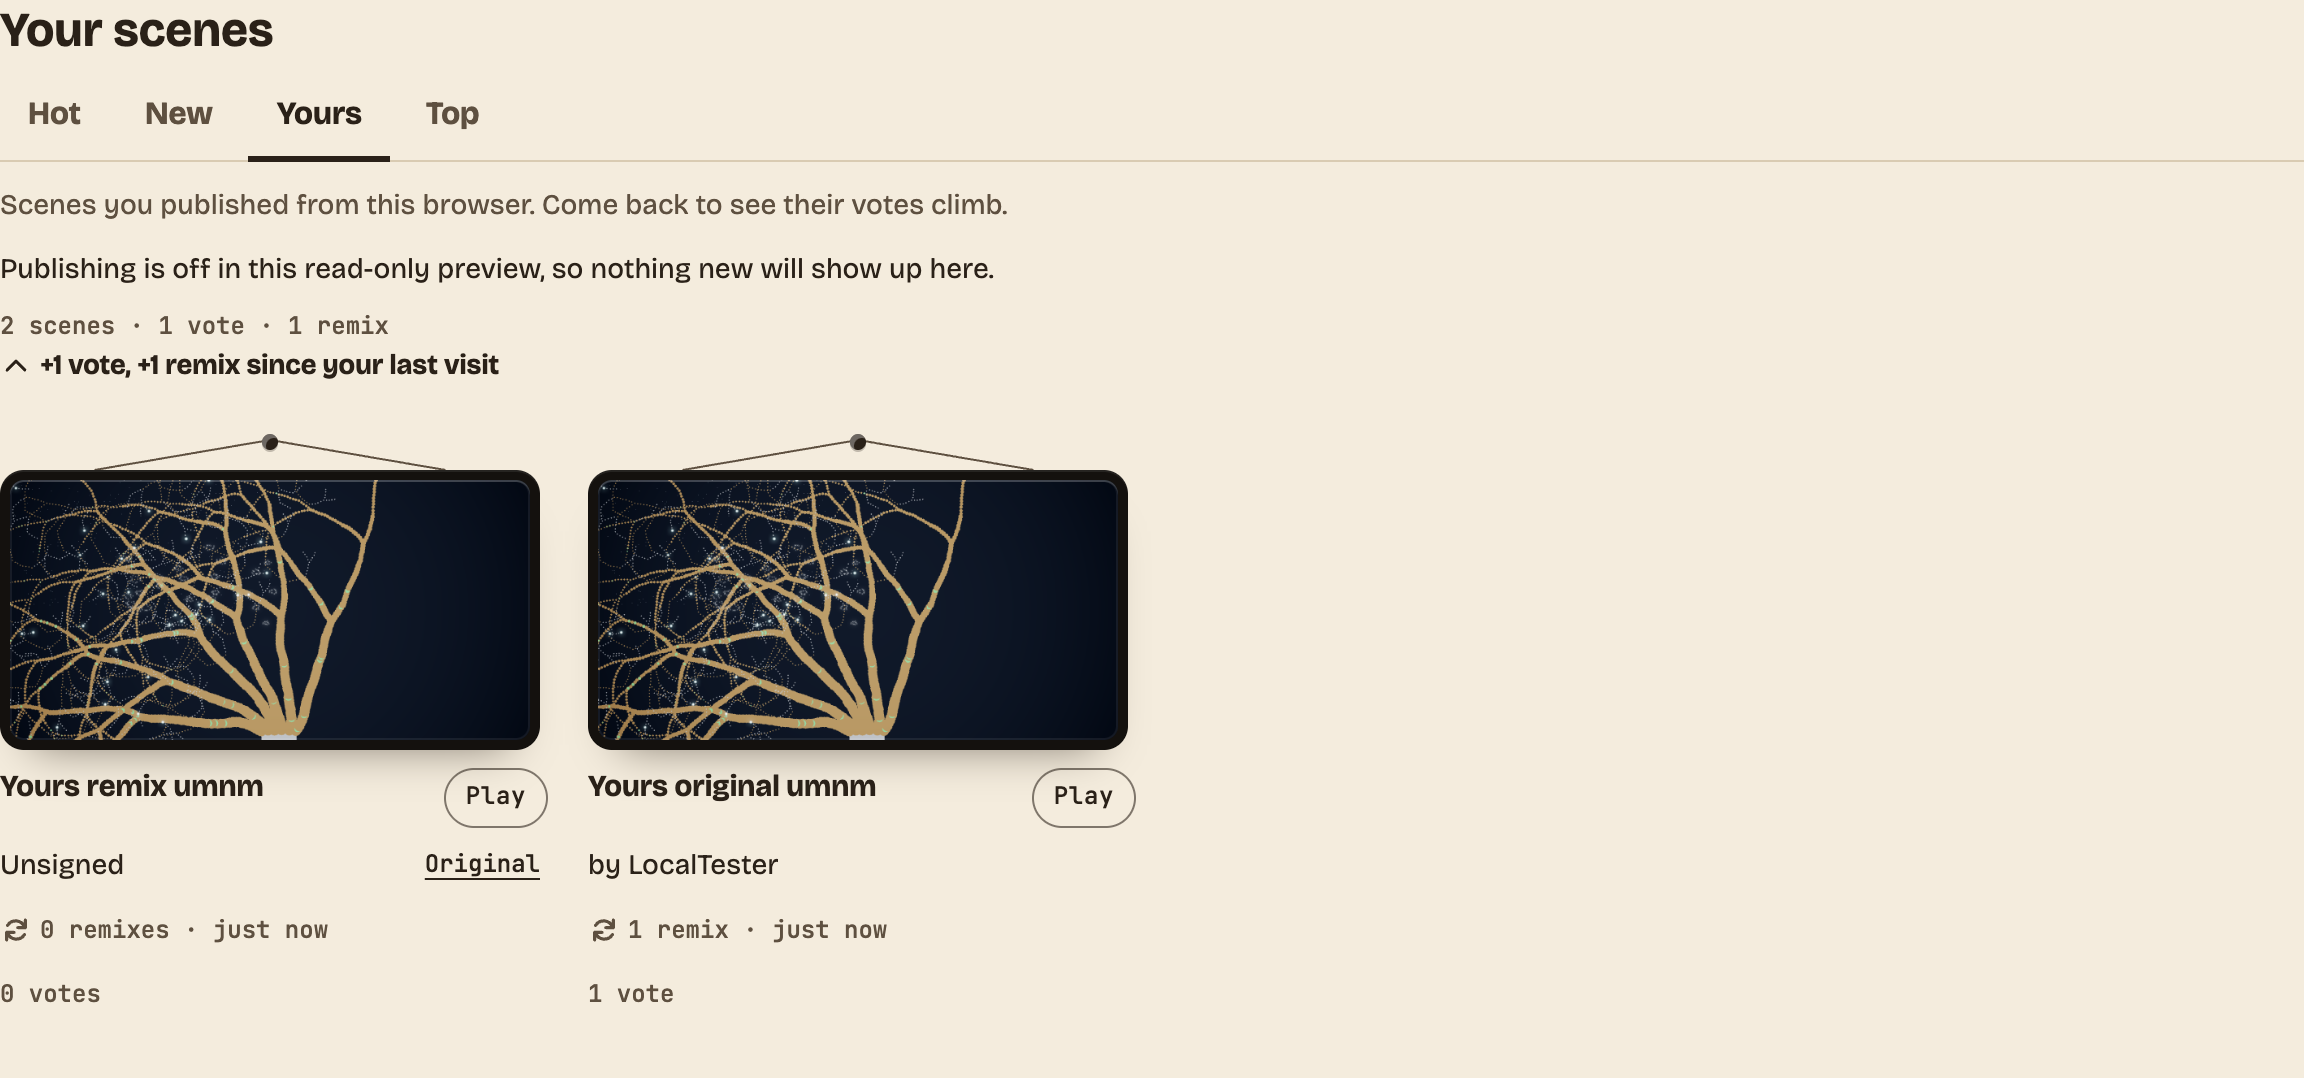 Your scenes
Hot New Yours Top
Scenes you published from this browser. Come back to see their votes climb.
Publishing is off in this read-only preview, so nothing new will show up here.
2 scenes · 1 vote · 1 remix
+1 vote, +1 remix since your last visit
Yours remix umnm
Play
Unsigned
Original
0 remixes · just now
0 votes
Yours original umnm
Play
by LocalTester
1 remix · just now
1 vote